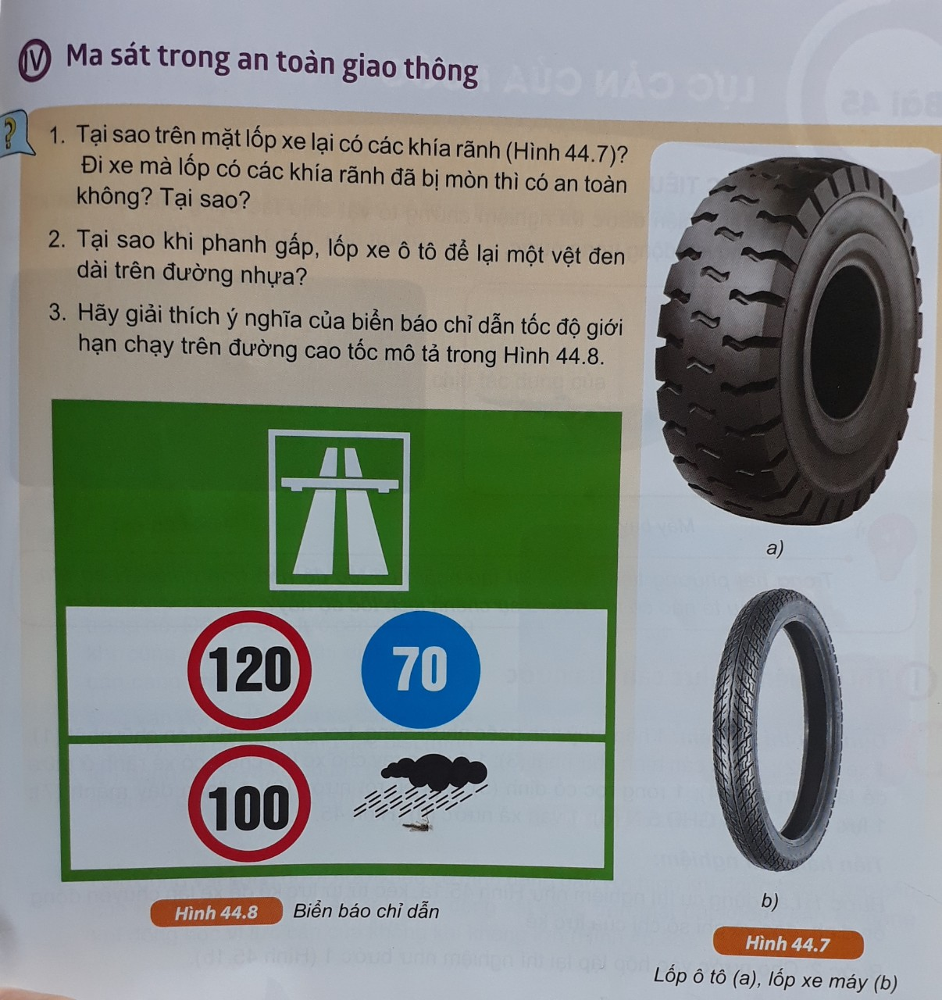 IV Ma sát trong an toàn giao thông
?
1. Tại sao trên mặt lốp xe lại có các khía rãnh (Hình 44.7)?
Đi xe mà lốp có các khía rãnh đã bị mòn thì có an toàn
không? Tại sao?
2. Tại sao khi phanh gấp, lốp xe ô tô để lại một vệt đen
dài trên đường nhựa?
3. Hãy giải thích ý nghĩa của biển báo chỉ dẫn tốc độ giới
hạn chạy trên đường cao tốc mô tả trong Hình 44.8.
120 70
100
Hình 44.8 Biển báo chỉ dẫn
a)
b)
Hình 44.7
Lốp ô tô (a), lốp xe máy (b)